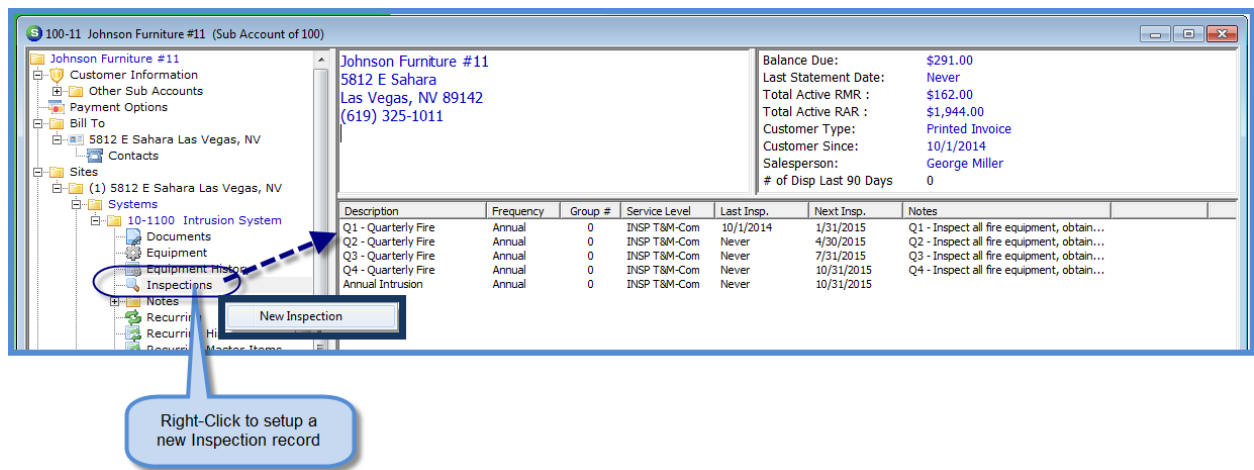 100-11 Johnson Furniture #11 (Sub Account of 100)
Johnson Furniture #11
Customer Information
Other Sub Accounts
Payment Options
Bill To
5812 E Sahara Las Vegas, NV
Contacts
Sites
(1) 5812 E Sahara Las Vegas, NV
Systems
10-1100 Intrusion System
Documents
Equipment
Equipment History
Inspections
Notes
Recurring
Recurring Hi
Recurring Master Items
New Inspection
Johnson Furniture #11
5812 E Sahara
Las Vegas, NV 89142
(619) 325-1011
Balance Due: $291.00
Last Statement Date: Never
Total Active RMR : $162.00
Total Active RAR : $1,944.00
Customer Type: Printed Invoice
Customer Since: 10/1/2014
Salesperson: George Miller
# of Disp Last 90 Days 0
Description Frequency Group # Service Level Last Insp. Next Insp. Notes
Q1 - Quarterly Fire Annual 0 INSP T&M-Com 10/1/2014 1/31/2015 Q1 - Inspect all fire equipment, obtain...
Q2 - Quarterly Fire Annual 0 INSP T&M-Com Never 4/30/2015 Q2 - Inspect all fire equipment, obtain...
Q3 - Quarterly Fire Annual 0 INSP T&M-Com Never 7/31/2015 Q3 - Inspect all fire equipment, obtain...
Q4 - Quarterly Fire Annual 0 INSP T&M-Com Never 10/31/2015 Q4 - Inspect all fire equipment, obtain...
Annual Intrusion Annual 0 INSP T&M-Com Never 10/31/2015
Right-Click to setup a
new Inspection record